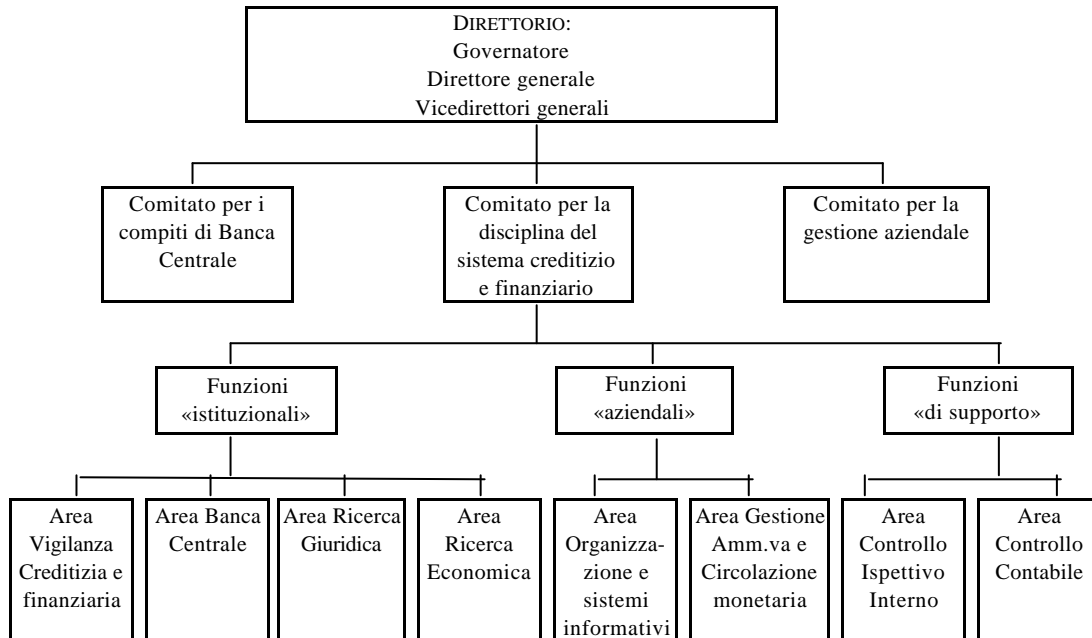 DIRETTORIO:
Governatore
Direttore generale
Vicedirettori generali
Comitato per i
compiti di Banca
Centrale
Comitato per la
disciplina del
sistema creditizio
e finanziario
Comitato per la
gestione aziendale
Funzioni
«istituzionali»
Funzioni
«aziendali»
Funzioni
«di supporto»
Area
Vigilanza
Creditizia e
finanziaria
Area Banca
Centrale
Area Ricerca
Giuridica
Area
Ricerca
Economica
Area
Organizza-
zione e
sistemi
informativi
Area Gestione
Amm.va e
Circolazione
monetaria
Area
Controllo
Ispettivo
Interno
Area
Controllo
Contabile